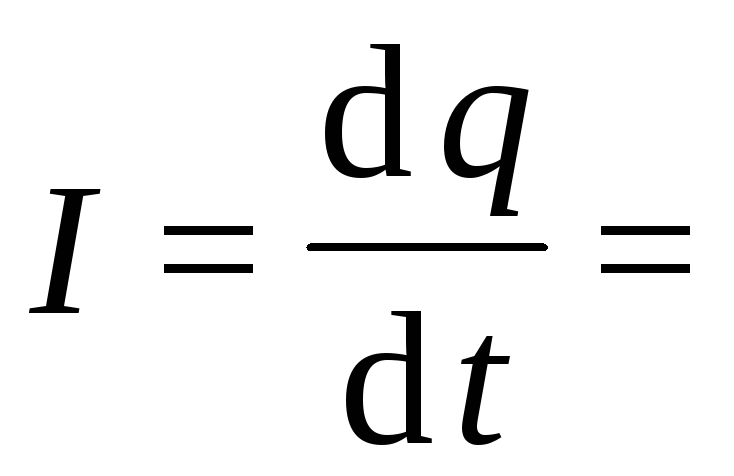 I = dq/dt =